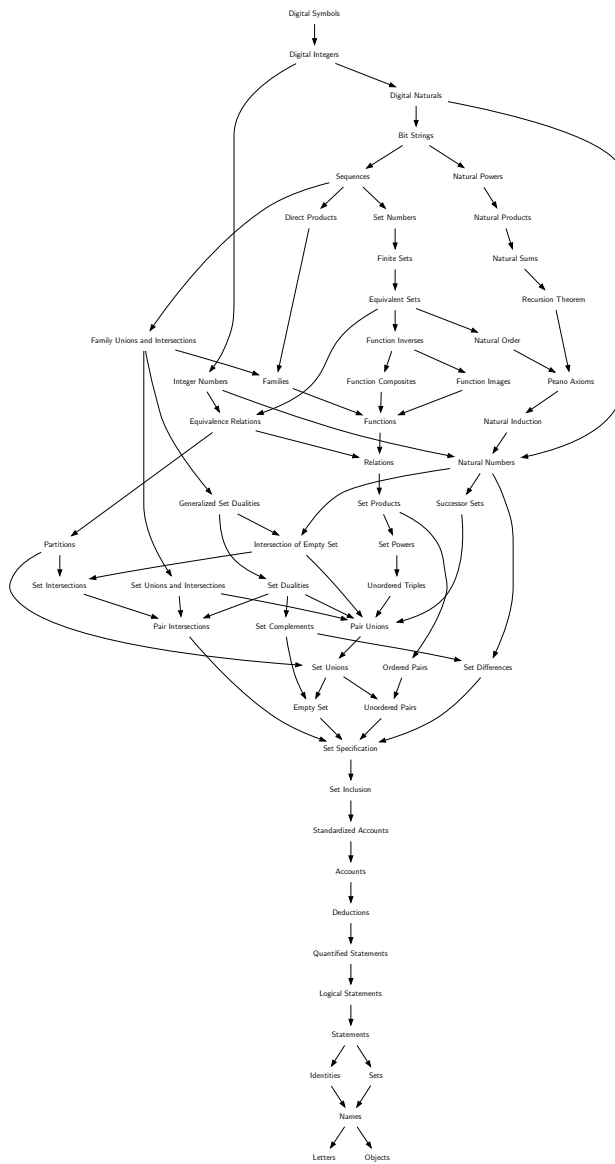 Digital Symbols
Digital Integers
Digital Naturals
Bit Strings
Sequences
Natural Powers
Direct Products
Set Numbers
Natural Products
Finite Sets
Natural Sums
Equivalent Sets
Recursion Theorem
Family Unions and Intersections
Function Inverses
Natural Order
Integer Numbers
Families
Function Composites
Function Images
Peano Axioms
Equivalence Relations
Functions
Natural Induction
Relations
Natural Numbers
Generalized Set Dualities
Set Products
Successor Sets
Partitions
Intersection of Empty Set
Set Powers
Set Intersections
Set Unions and Intersections
Set Dualities
Unordered Triples
Pair Intersections
Set Complements
Pair Unions
Set Unions
Ordered Pairs
Set Differences
Empty Set
Unordered Pairs
Set Specification
Set Inclusion
Standardized Accounts
Accounts
Deductions
Quantified Statements
Logical Statements
Statements
Identities
Sets
Names
Letters
Objects